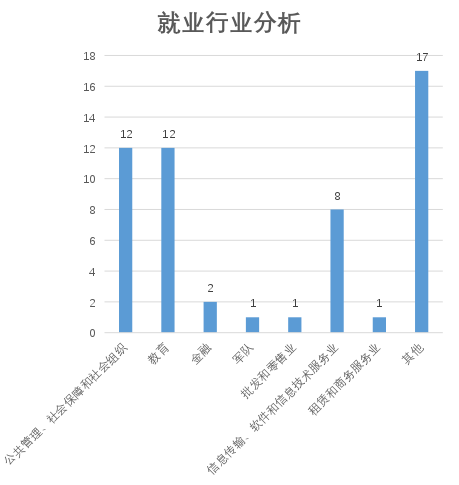 就业行业分析
18
16
14
12
10
8
6
4
2
0
12
12
2
1
1
8
1
17
公共管理、社会保障和社会组织
教育
金融
军队
批发和零售业
信息传输、软件和信息技术服务业
租赁和商务服务业
其他